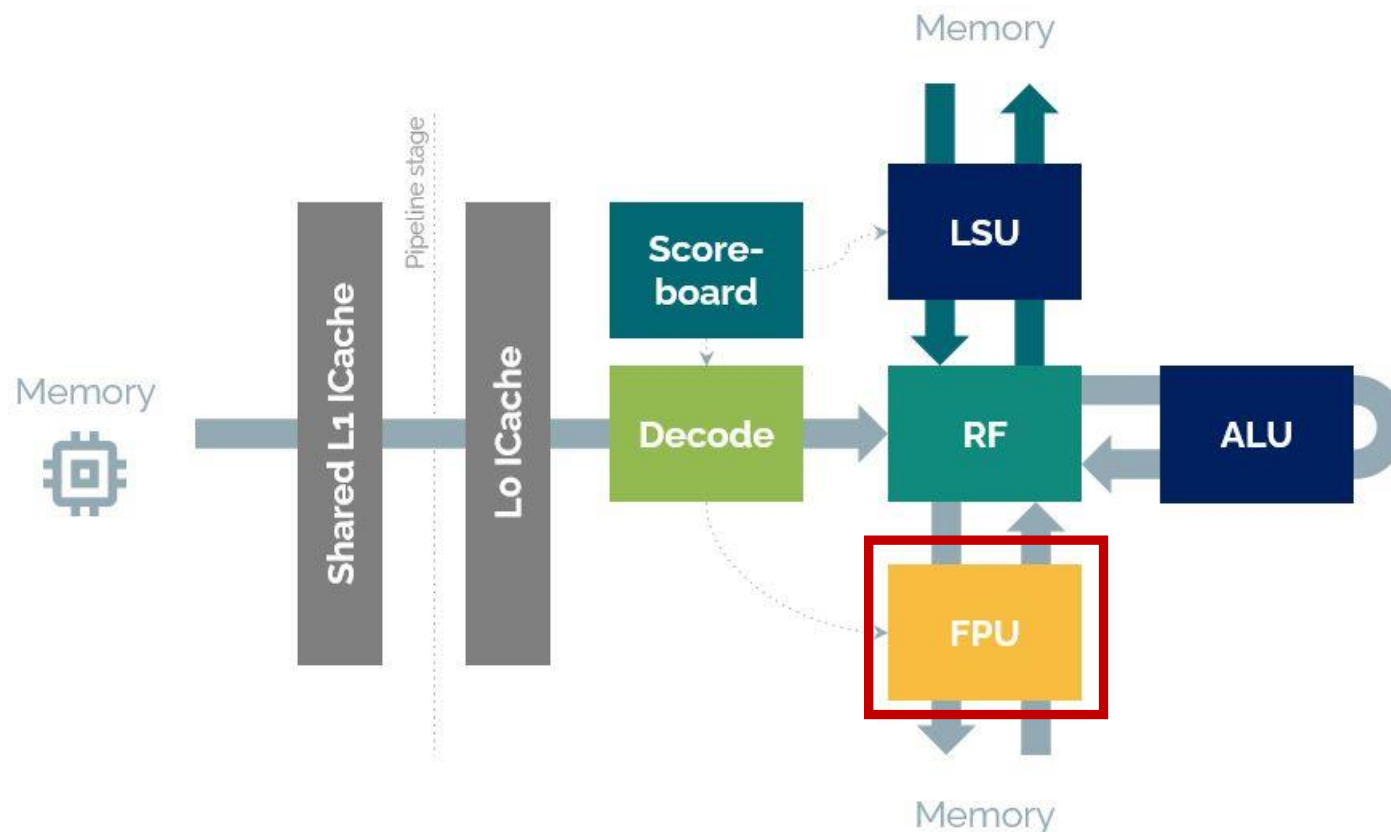 Memory
Pipeline stage
Shared L1 ICache
L0 ICache
Score-
board
LSU
Memory
Decode
RF
ALU
FPU
Memory